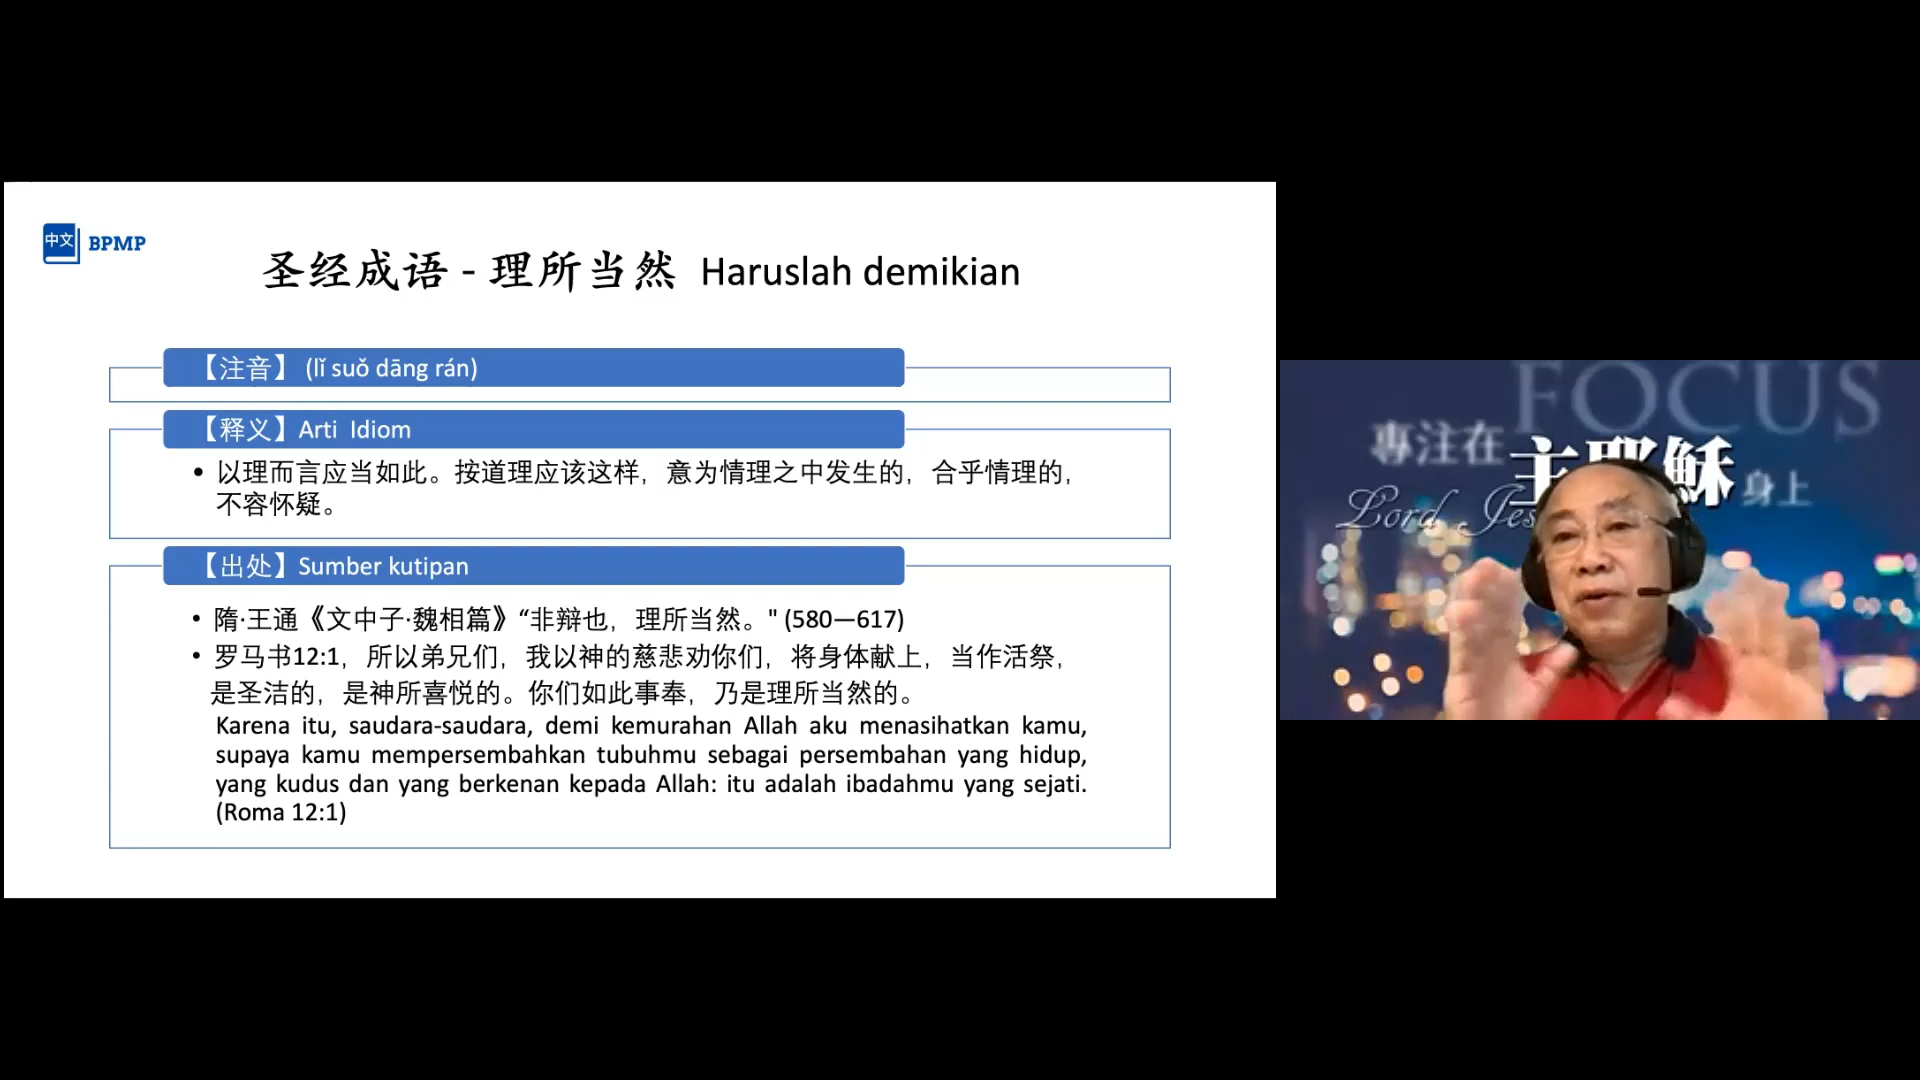 中文 BPMP
圣经成语 - 理所当然 Haruslah demikian
【注音】 (lǐ suǒ dāng rán)
【释义】Arti Idiom
• 以理而言应当如此。按道理应该这样，意为情理之中发生的，合乎情理的，
不容怀疑。
【出处】Sumber kutipan
• 隋·王通《文中子·魏相篇》“非辩也，理所当然。" (580—617)
• 罗马书12:1，所以弟兄们，我以神的慈悲劝你们，将身体献上，当作活祭，
是圣洁的，是神所喜悦的。你们如此事奉，乃是理所当然的。
Karena itu, saudara-saudara, demi kemurahan Allah aku menasihatkan kamu,
supaya kamu mempersembahkan tubuhmu sebagai persembahan yang hidup,
yang kudus dan yang berkenan kepada Allah: itu adalah ibadahmu yang sejati.
(Roma 12:1)
FOCUS
專注在主耶穌身上
Lord Jes